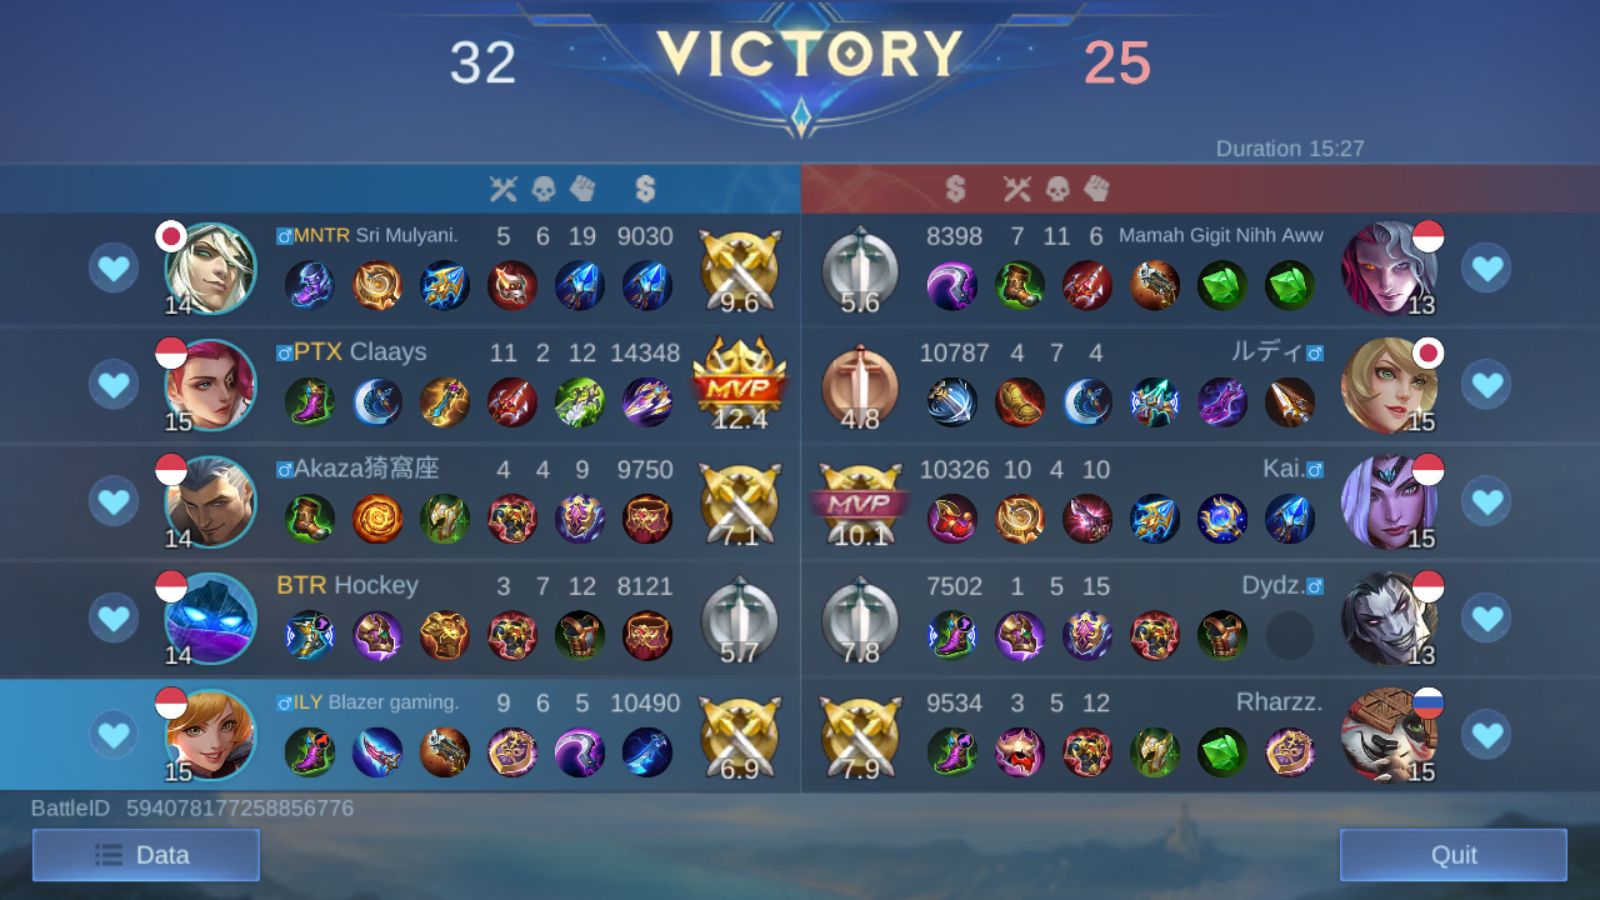 VICTORY
32
25
Duration 15:27
MNTR Sri Mulyani. 5 6 19 9030
14
9.6
8398 7 11 6 Mamah Gigit Nihh Aww
5.6
13
PTX Claays 11 2 12 14348
15
MVP
12.4
10787 4 7 4 ルディ
4.8
15
Akaza猗窩座 4 4 9 9750
14
7.1
10326 10 4 10 Kai.
MVP
10.1
15
BTR Hockey 3 7 12 8121
14
5.7
7502 1 5 15 Dydz.
7.8
13
ILY Blazer gaming. 9 6 5 10490
15
6.9
9534 3 5 12 Rharzz.
7.9
15
BattleID 594078177258856776
Data
Quit